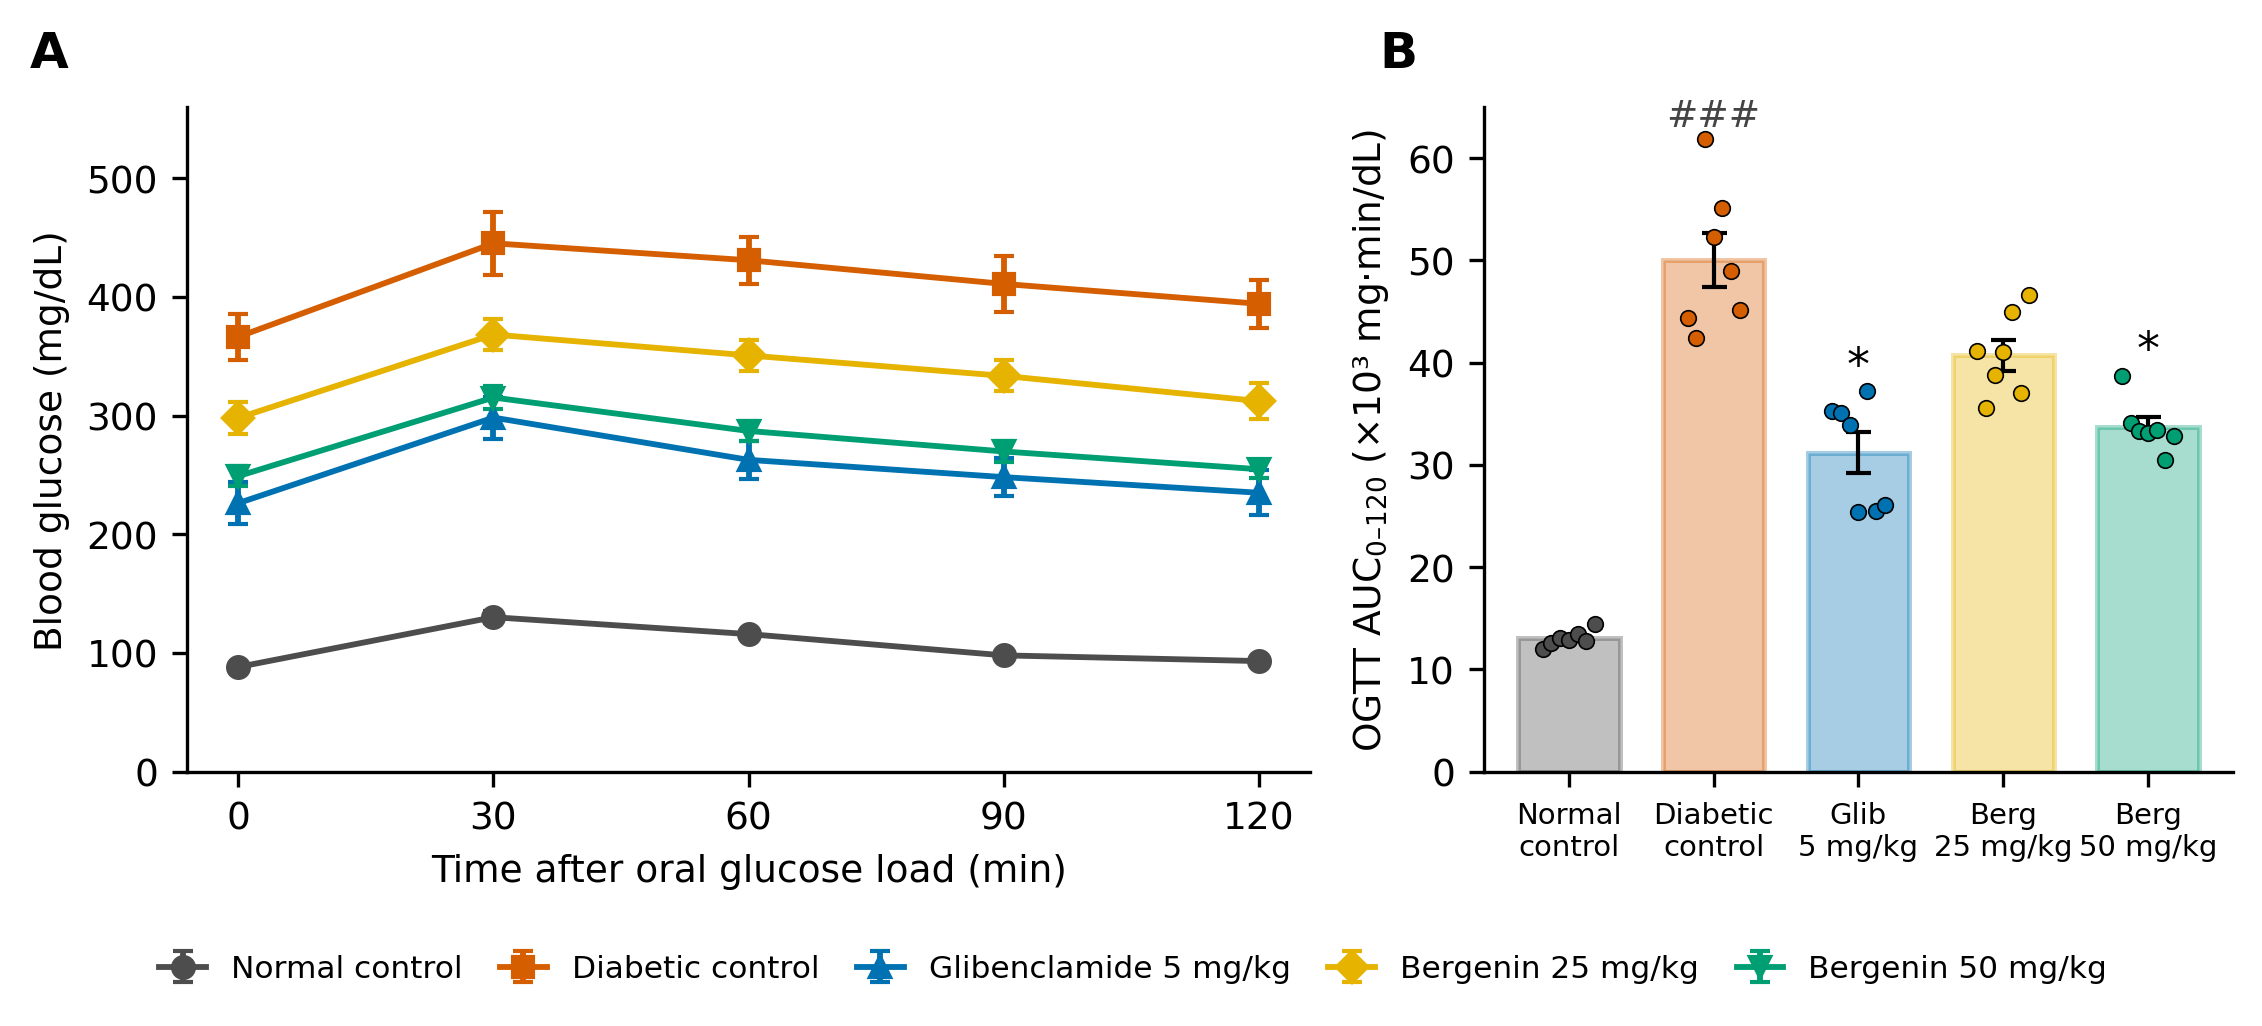 A
Blood glucose (mg/dL)
500
400
300
200
100
0
0 30 60 90 120
Time after oral glucose load (min)
B
OGTT AUC₀₋₁₂₀ (×10³ mg·min/dL)
60
50
40
30
20
10
0
###
*
*
Normal control
Diabetic control
Glib 5 mg/kg
Berg 25 mg/kg
Berg 50 mg/kg
Normal control Diabetic control Glibenclamide 5 mg/kg Bergenin 25 mg/kg Bergenin 50 mg/kg